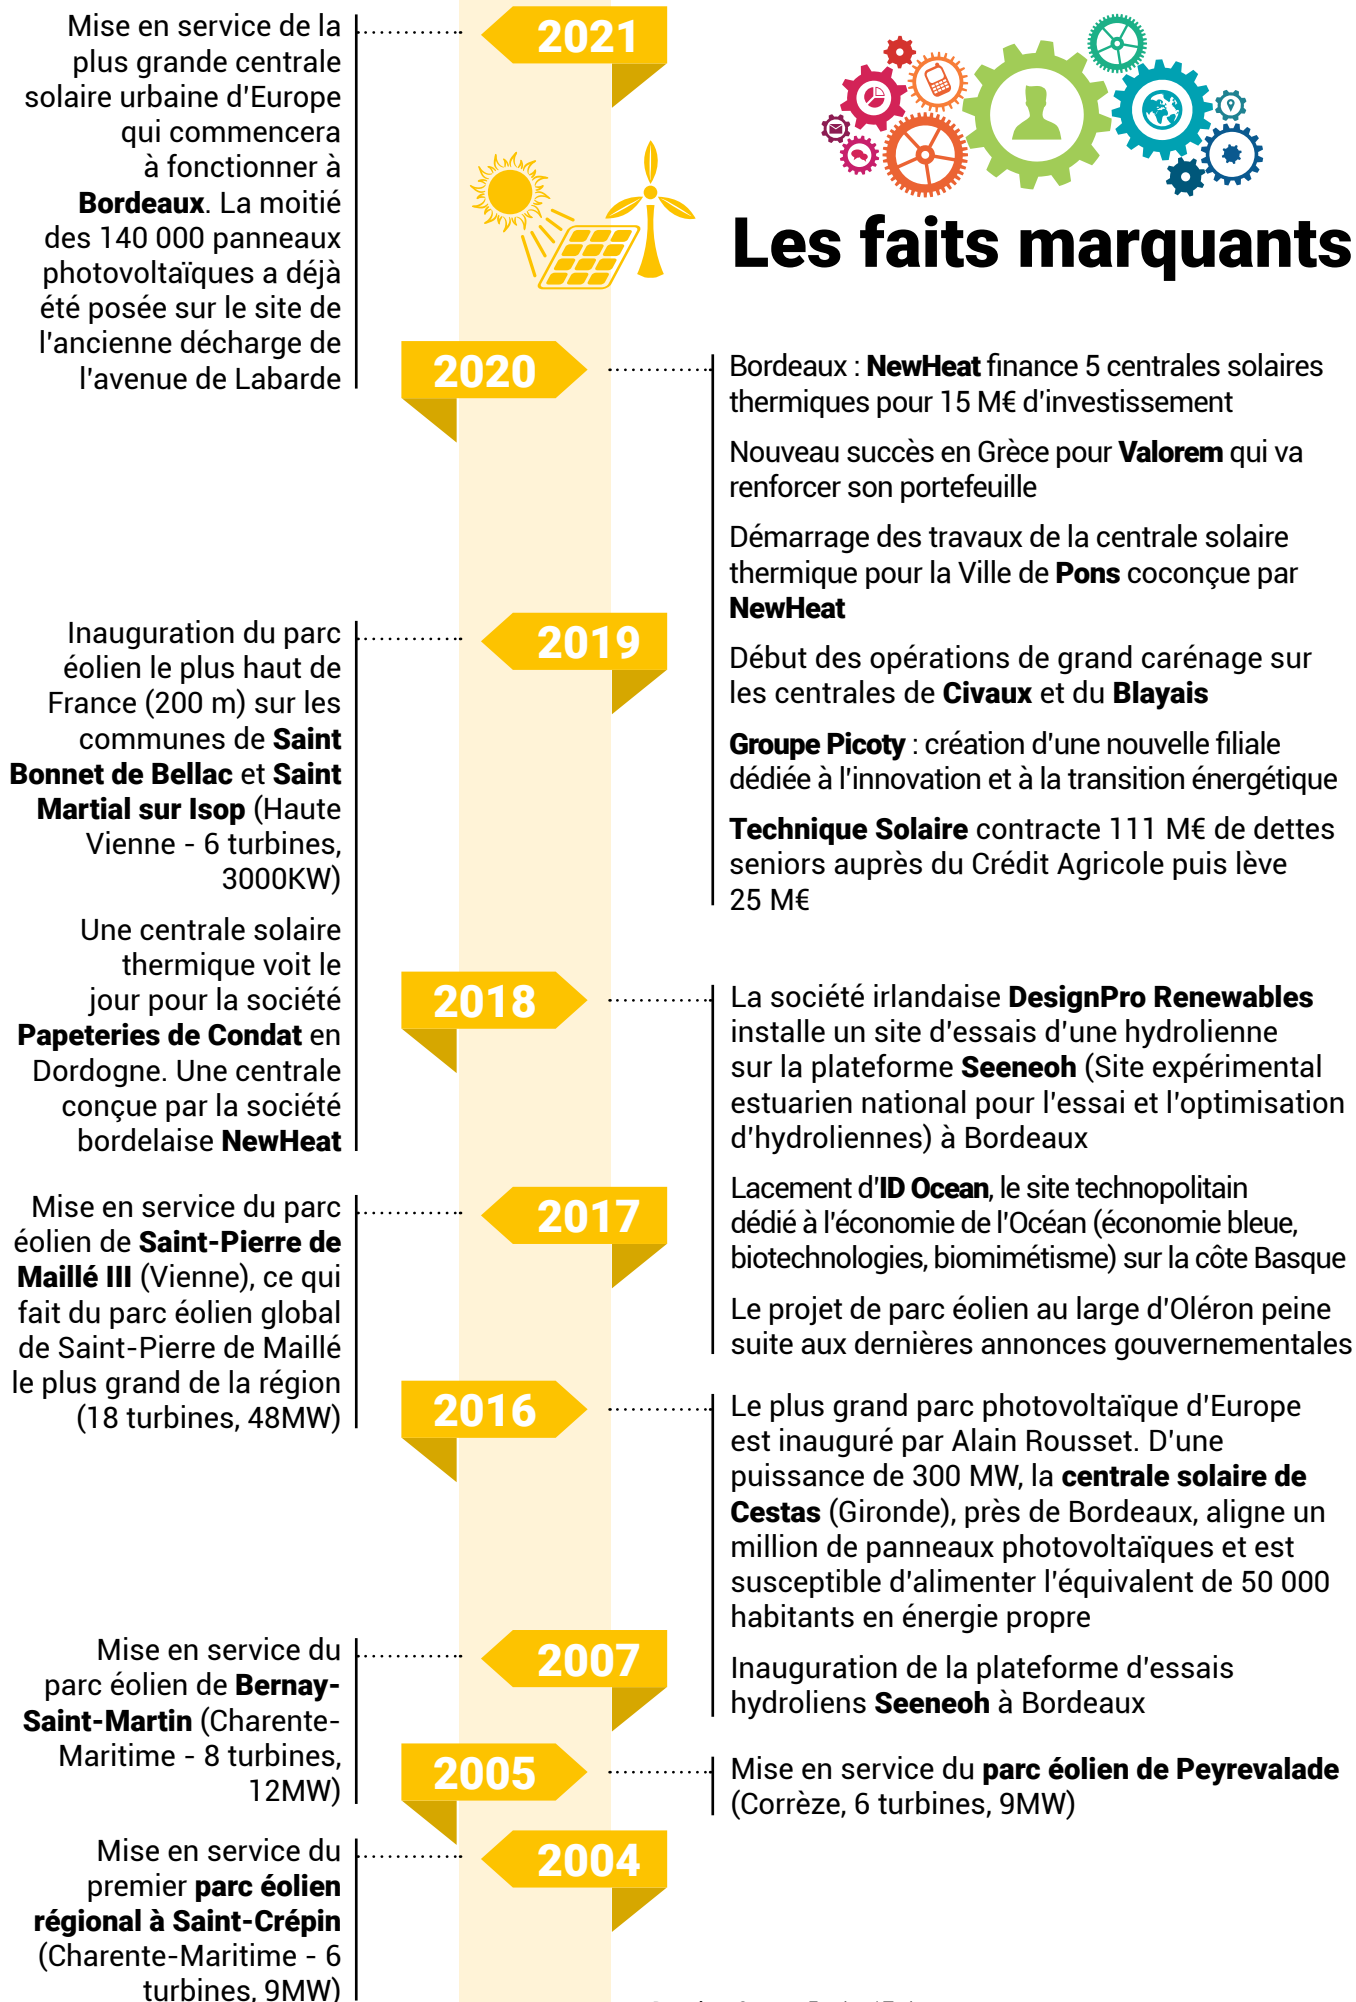 Les faits marquants
2021
Mise en service de la
plus grande centrale
solaire urbaine d'Europe
qui commencera
à fonctionner à
Bordeaux. La moitié
des 140 000 panneaux
photovoltaïques a déjà
été posée sur le site de
l'ancienne décharge de
l'avenue de Labarde
2020
Bordeaux : NewHeat finance 5 centrales solaires
thermiques pour 15 M€ d'investissement
Nouveau succès en Grèce pour Valorem qui va
renforcer son portefeuille
Démarrage des travaux de la centrale solaire
thermique pour la Ville de Pons coconçue par
NewHeat
Début des opérations de grand carénage sur
les centrales de Civaux et du Blayais
Groupe Picoty : création d'une nouvelle filiale
dédiée à l'innovation et à la transition énergétique
Technique Solaire contracte 111 M€ de dettes
seniors auprès du Crédit Agricole puis lève
25 M€
2019
Inauguration du parc
éolien le plus haut de
France (200 m) sur les
communes de Saint
Bonnet de Bellac et Saint
Martial sur Isop (Haute
Vienne - 6 turbines,
3000KW)
Une centrale solaire
thermique voit le
jour pour la société
Papeteries de Condat en
Dordogne. Une centrale
conçue par la société
bordelaise NewHeat
2018
La société irlandaise DesignPro Renewables
installe un site d'essais d'une hydrolienne
sur la plateforme Seeneoh (Site expérimental
estuarien national pour l'essai et l'optimisation
d'hydroliennes) à Bordeaux
Lacement d'ID Ocean, le site technopolitain
dédié à l'économie de l'Océan (économie bleue,
biotechnologies, biomimétisme) sur la côte Basque
Le projet de parc éolien au large d'Oléron peine
suite aux dernières annonces gouvernementales
2017
Mise en service du parc
éolien de Saint-Pierre de
Maillé III (Vienne), ce qui
fait du parc éolien global
de Saint-Pierre de Maillé
le plus grand de la région
(18 turbines, 48MW)
2016
Le plus grand parc photovoltaïque d'Europe
est inauguré par Alain Rousset. D'une
puissance de 300 MW, la centrale solaire de
Cestas (Gironde), près de Bordeaux, aligne un
million de panneaux photovoltaïques et est
susceptible d'alimenter l'équivalent de 50 000
habitants en énergie propre
Inauguration de la plateforme d'essais
hydroliens Seeneoh à Bordeaux
2007
Mise en service du
parc éolien de Bernay-
Saint-Martin (Charente-
Maritime - 8 turbines,
12MW)
2005
Mise en service du parc éolien de Peyrevalade
(Corrèze, 6 turbines, 9MW)
2004
Mise en service du
premier parc éolien
régional à Saint-Crépin
(Charente-Maritime - 6
turbines, 9MW)